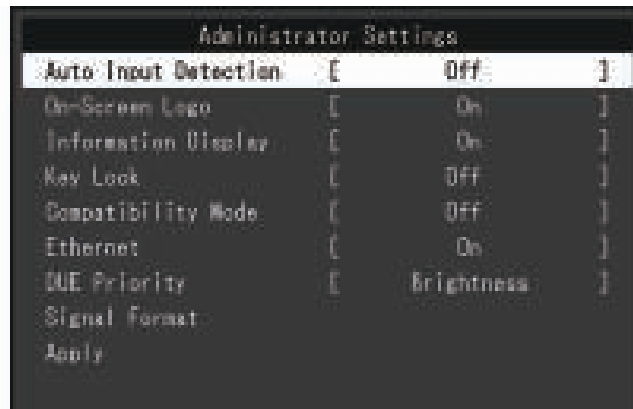 Administrator Settings
Auto Input Detection [ Off ]
On-Screen Logo [ On ]
Information Display [ On ]
Key Lock [ Off ]
Compatibility Mode [ Off ]
Ethernet [ On ]
DUE Priority [ Brightness ]
Signal Format
Apply